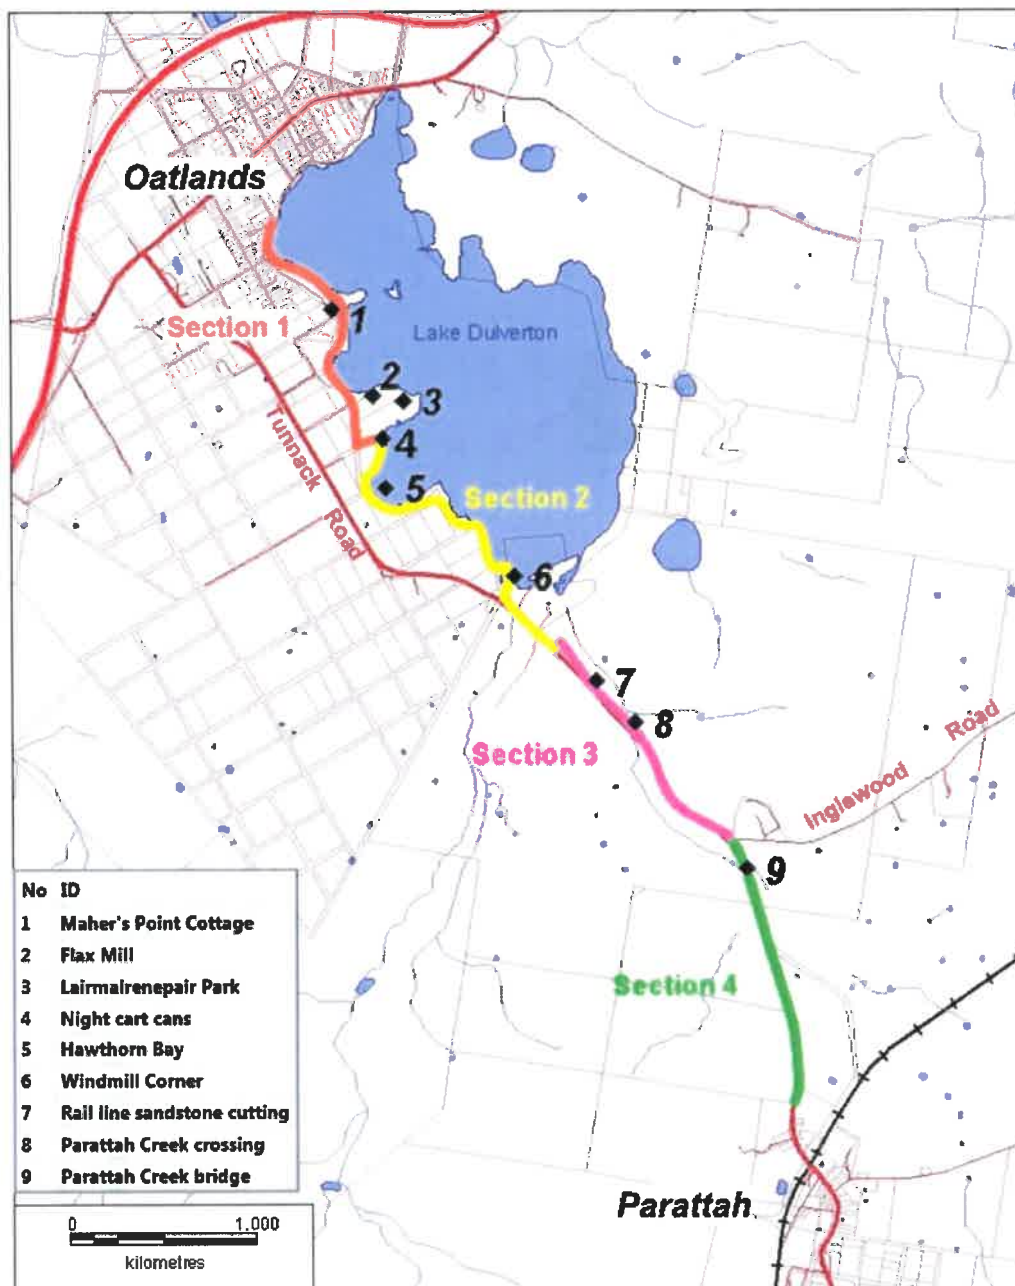 Oatlands
Section 1
1
Lake Dulverton
2
3
4
Tunnack
Road
5
Section 2
6
7
8
Section 3
Road
Inglewood
9
No ID
1 Maher's Point Cottage
2 Flax Mill
3 Lairmairenepair Park
4 Night cart cans
5 Hawthorn Bay
6 Windmill Corner
7 Rail line sandstone cutting
8 Parattah Creek crossing
9 Parattah Creek bridge
Section 4
Parattah
0 1.000
kilometres